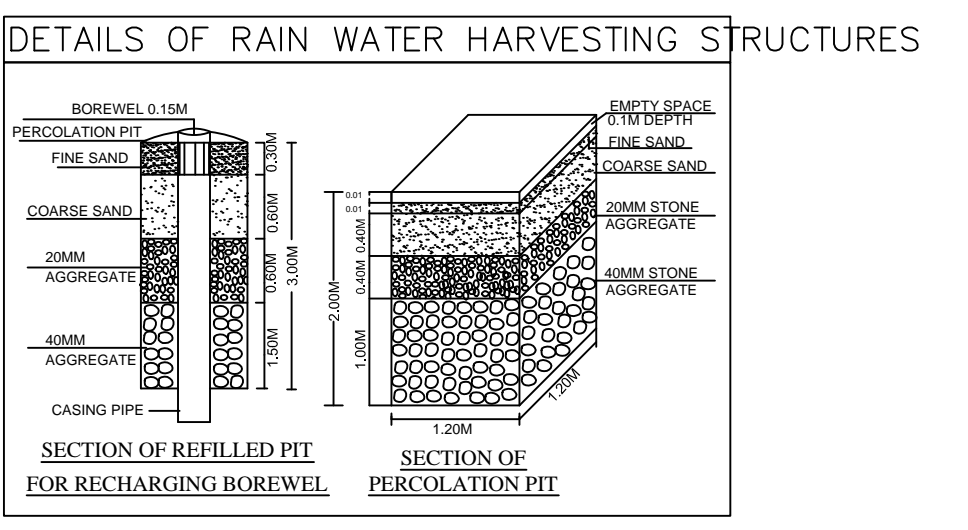 DETAILS OF RAIN WATER HARVESTING STRUCTURES
BOREWEL 0.15M
PERCOLATION PIT
FINE SAND
COARSE SAND
20MM
AGGREGATE
40MM
AGGREGATE
CASING PIPE
0.30M
0.60M
0.60M
1.50M
3.00M
SECTION OF REFILLED PIT
FOR RECHARGING BOREWEL
EMPTY SPACE
0.1M DEPTH
FINE SAND
COARSE SAND
20MM STONE
AGGREGATE
40MM STONE
AGGREGATE
0.01
0.01
0.40M
0.40M
1.00M
2.00M
1.20M
1.20M
SECTION OF
PERCOLATION PIT